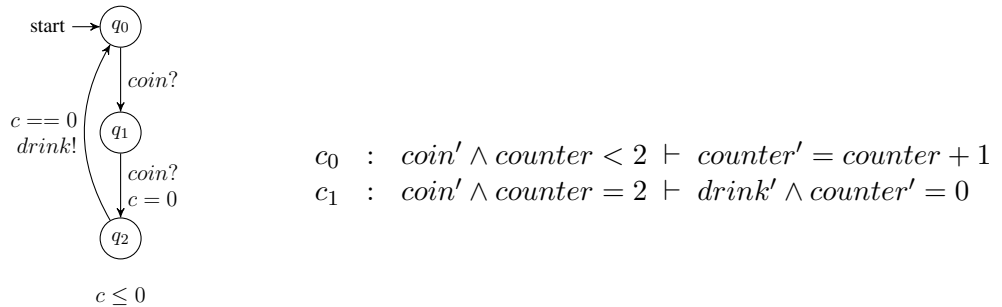 start
q₀
coin?
c == 0
drink!
q₁
coin?
c = 0
q₂
c ≤ 0
c₀ : coin′ ∧ counter < 2 ⊢ counter′ = counter + 1
c₁ : coin′ ∧ counter = 2 ⊢ drink′ ∧ counter′ = 0